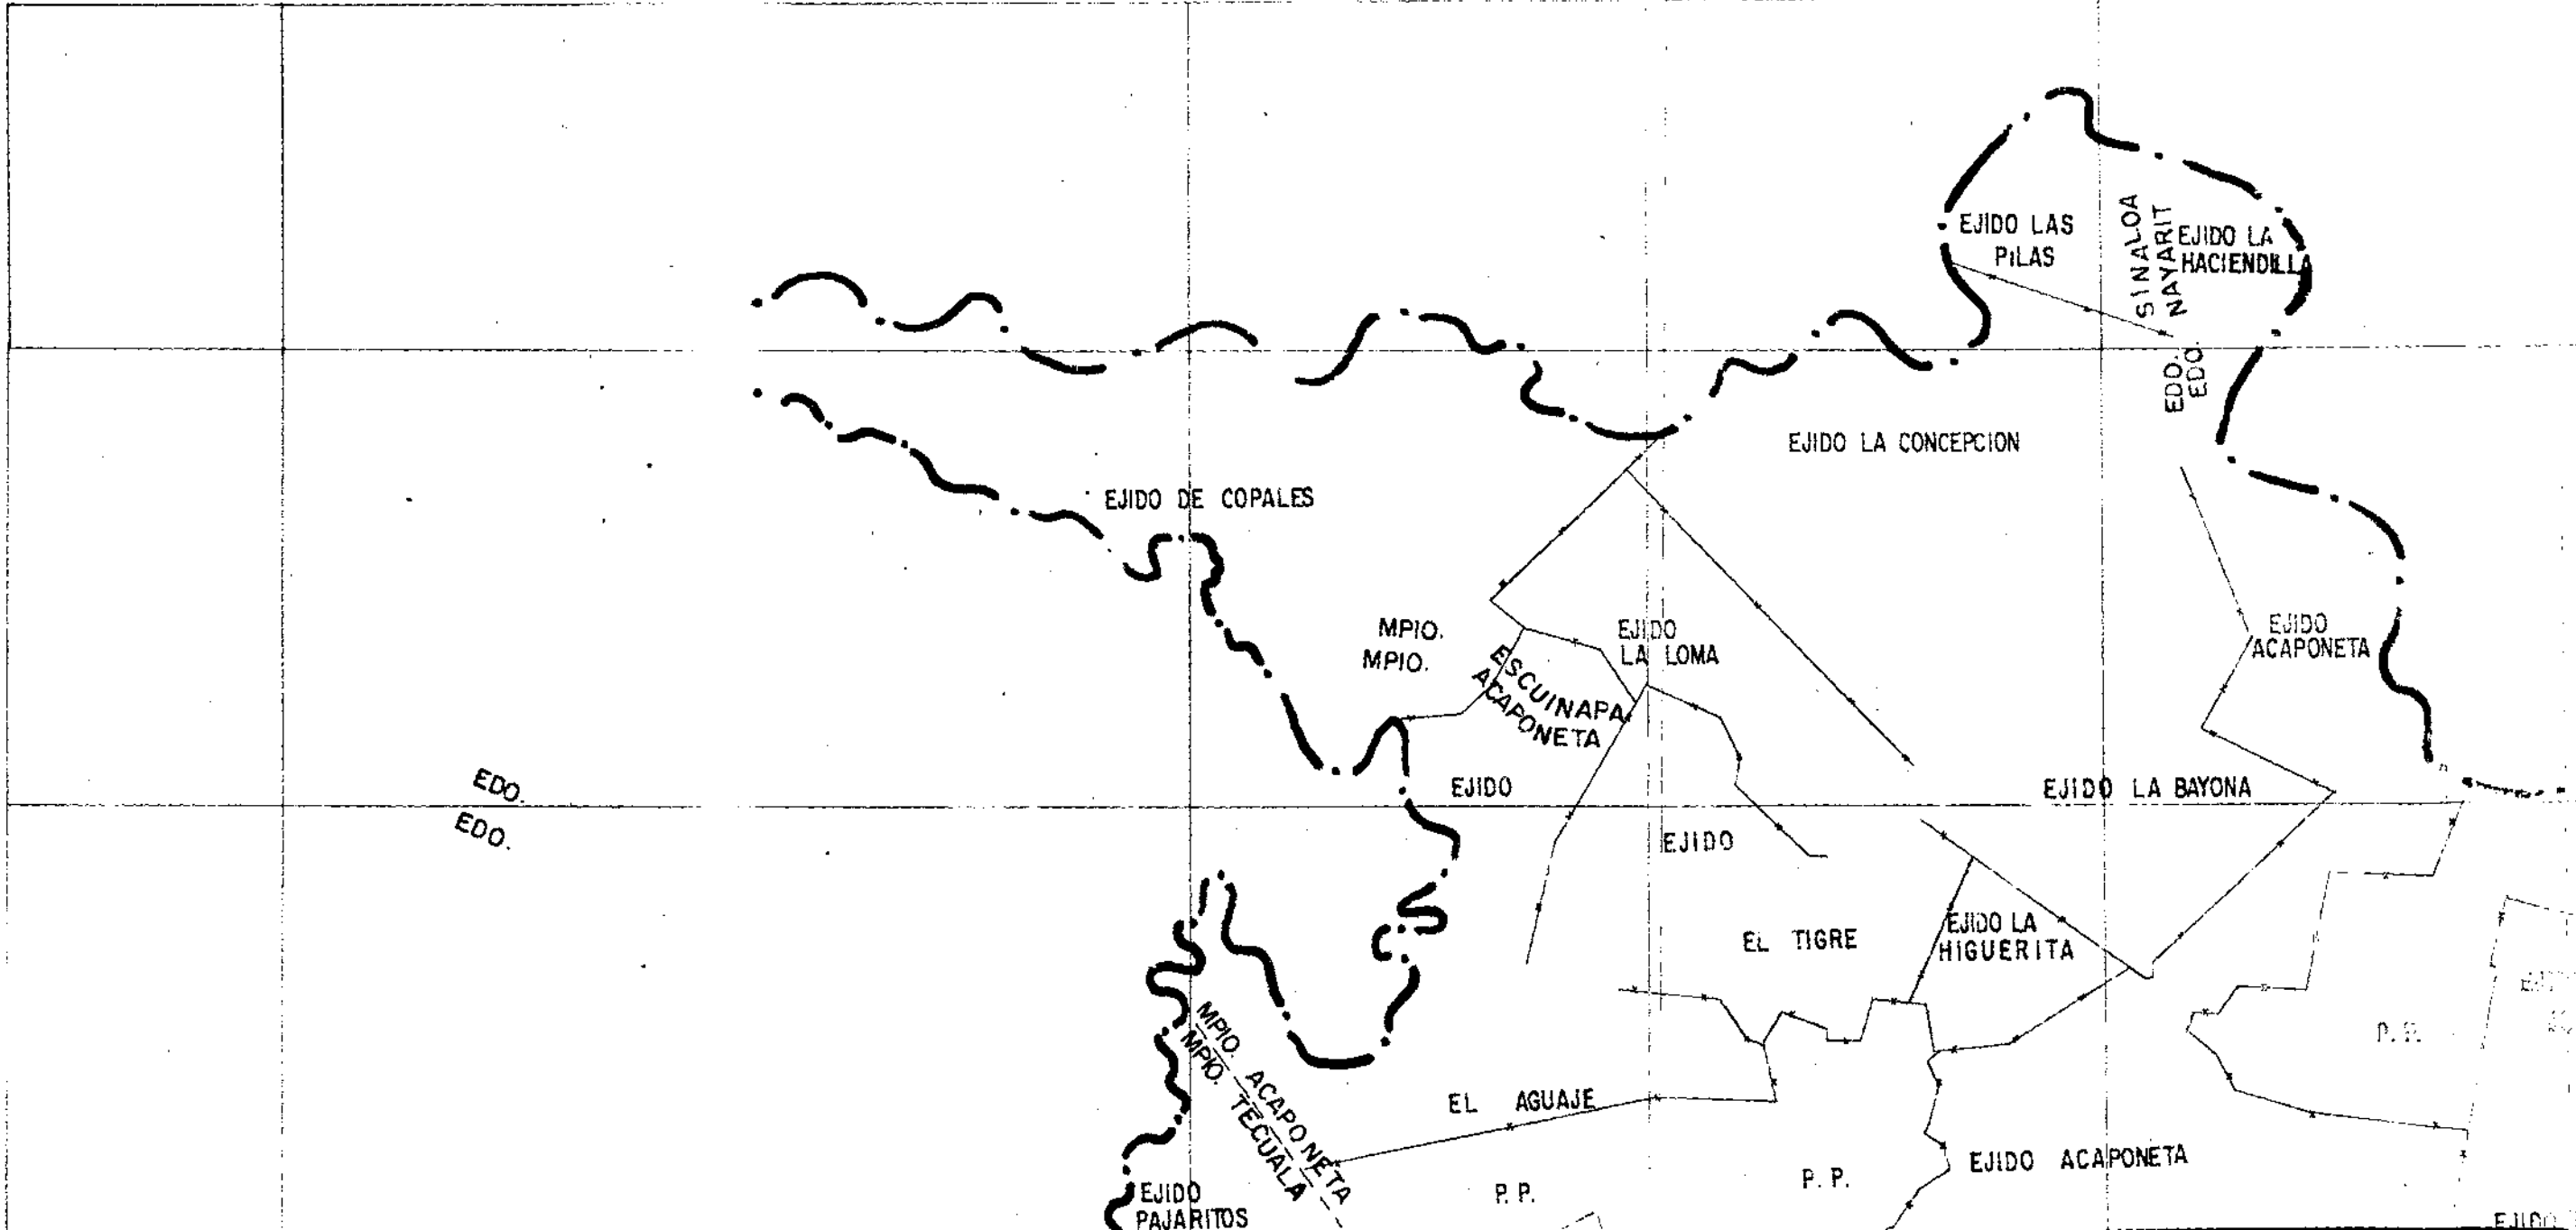 EJIDO LAS
PILAS
SINALOA
NAYARIT
EJIDO LA
HACIENDILLA
EDO.
EDO.
EJIDO LA CONCEPCION
EJIDO DE COPALES
MPIO.
MPIO.
ESCUINAPA
ACAPONETA
EJIDO
LA LOMA
EJIDO
ACAPONETA
EDO.
EDO.
EJIDO
EJIDO
EJIDO LA BAYONA
EL TIGRE
EJIDO LA
HIGUERITA
P. P.
MPIO. ACAPONETA
MPIO. TECUALA
EL AGUAJE
EJIDO ACAPONETA
P. P.
P. P.
EJIDO
PAJARITOS
EJIDO